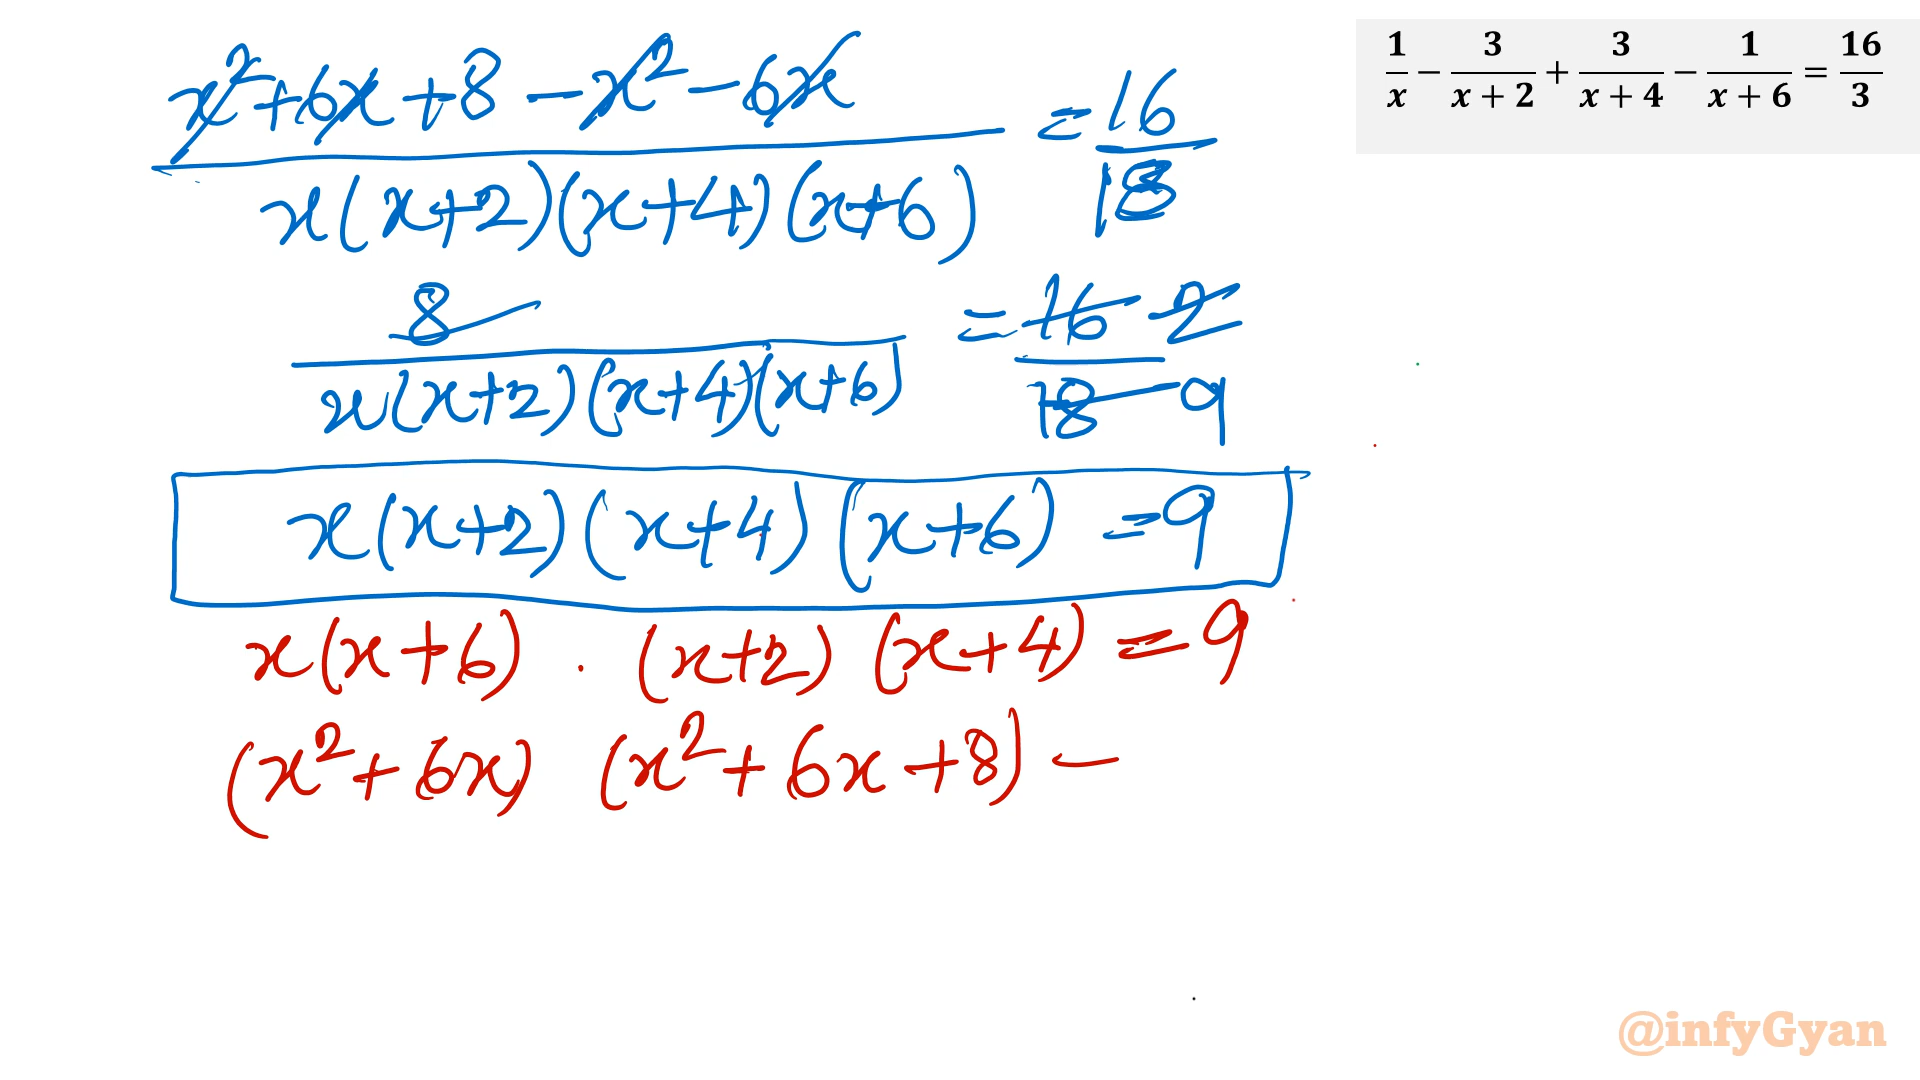 1/x − 3/(x + 2) + 3/(x + 4) − 1/(x + 6) = 16/3
(x² + 6x + 8 − x² − 6x)/(x(x+2)(x+4)(x+6)) = 16/18
8/(x(x+2)(x+4)(x+6)) = 16 2/18 9
x(x+2)(x+4)(x+6) = 9
x(x+6) · (x+2)(x+4) = 9
(x² + 6x) (x² + 6x + 8) −
@infyGyan